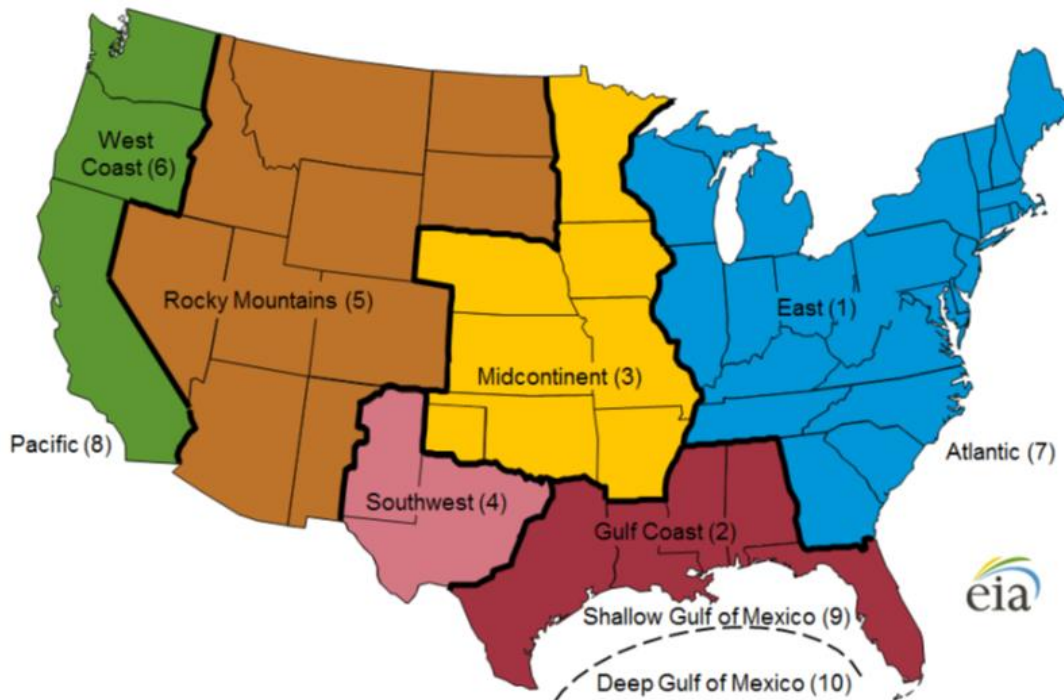 West
Coast (6)
Rocky Mountains (5)
East (1)
Midcontinent (3)
Pacific (8)
Atlantic (7)
Southwest (4)
Gulf Coast (2)
eia
Shallow Gulf of Mexico (9)
Deep Gulf of Mexico (10)